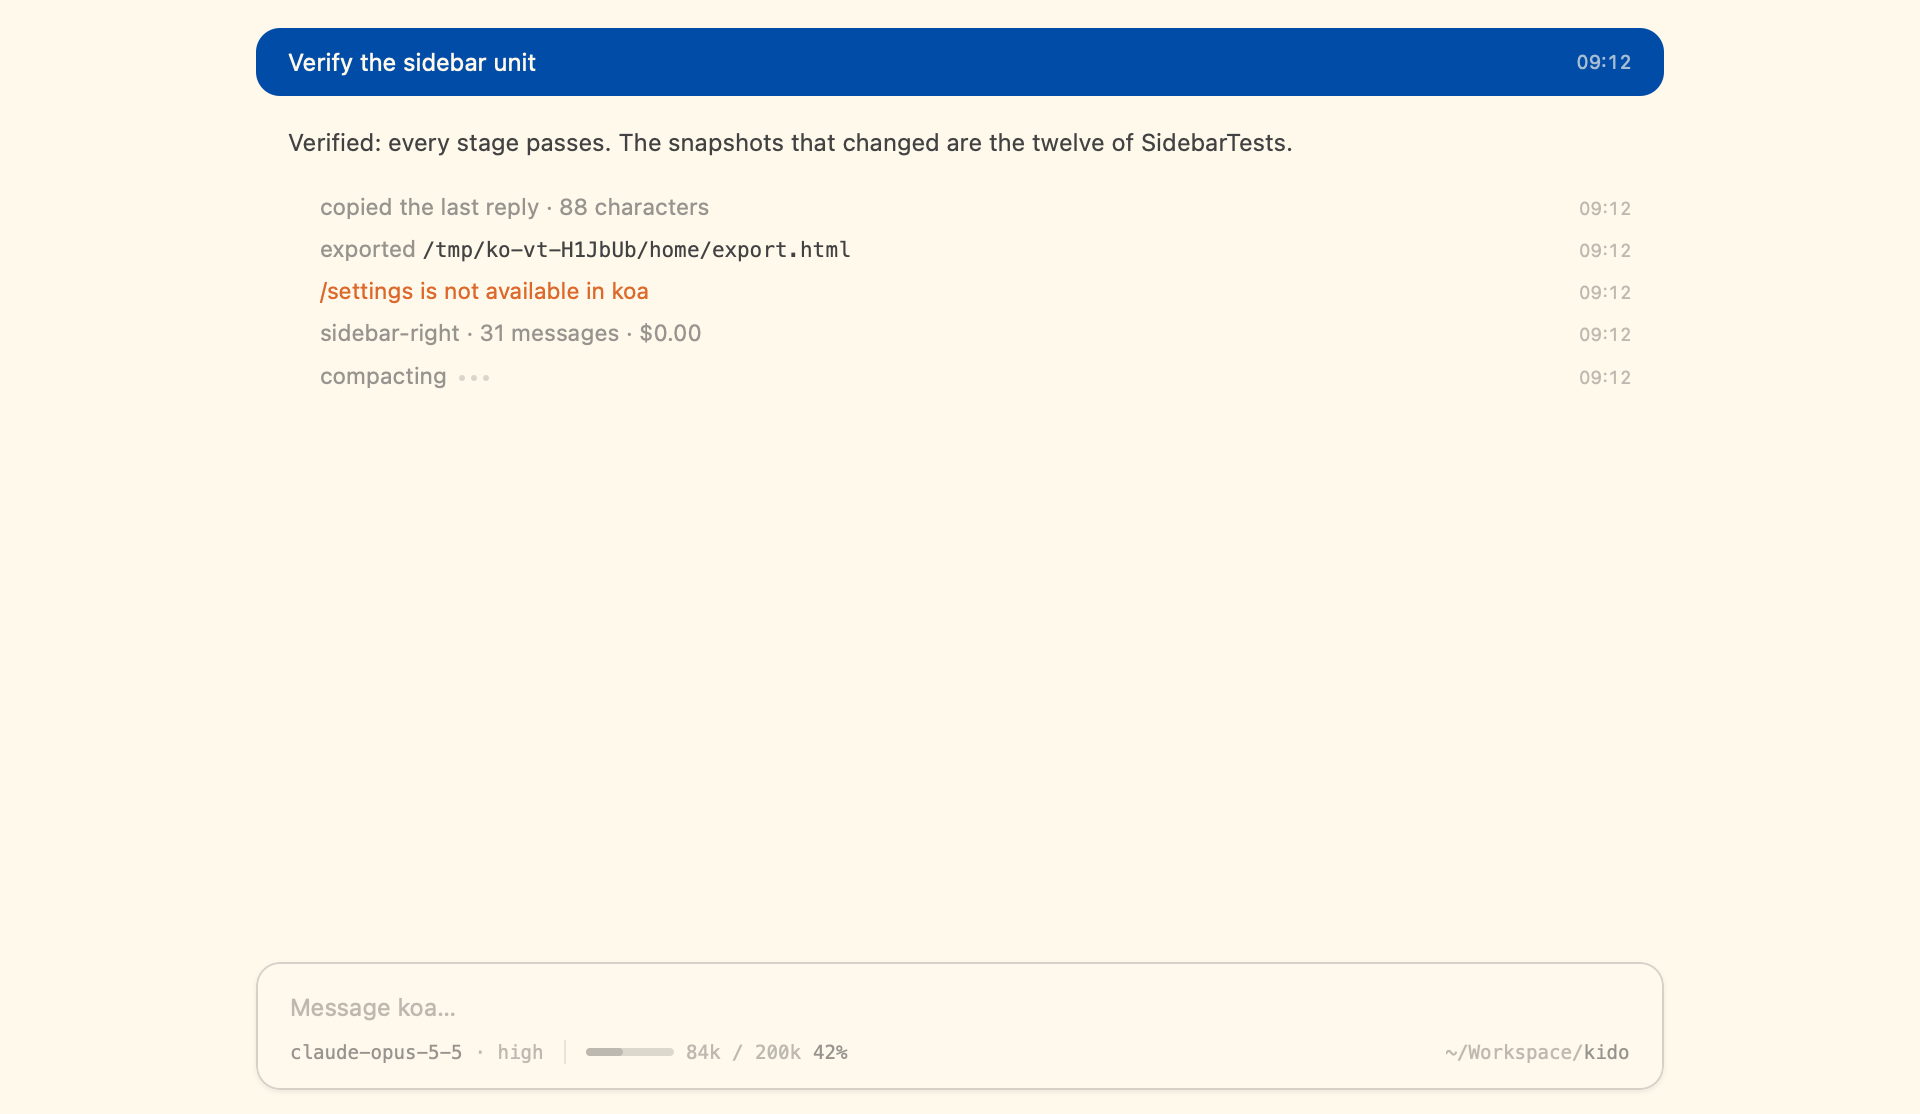 Verify the sidebar unit 09:12
Verified: every stage passes. The snapshots that changed are the twelve of SidebarTests.
copied the last reply · 88 characters 09:12
exported /tmp/ko-vt-H1JbUb/home/export.html 09:12
/settings is not available in koa 09:12
sidebar-right · 31 messages · $0.00 09:12
compacting 09:12
Message koa...
claude-opus-5-5 · high 84k / 200k 42% ~/Workspace/kido